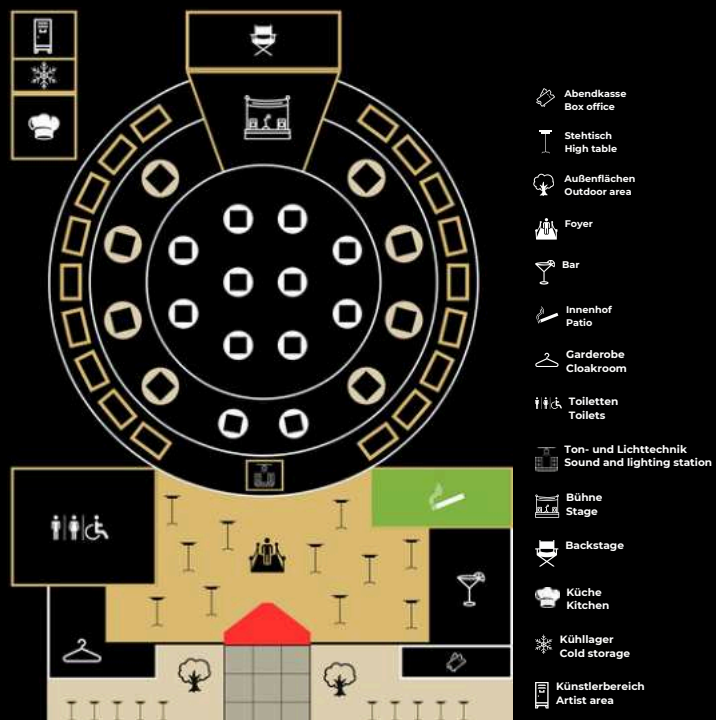 Abendkasse
Box office
Stehtisch
High table
Außenflächen
Outdoor area
Foyer
Bar
Innenhof
Patio
Garderobe
Cloakroom
Toiletten
Toilets
Ton- und Lichttechnik
Sound and lighting station
Bühne
Stage
Backstage
Küche
Kitchen
Kühllager
Cold storage
Künstlerbereich
Artist area